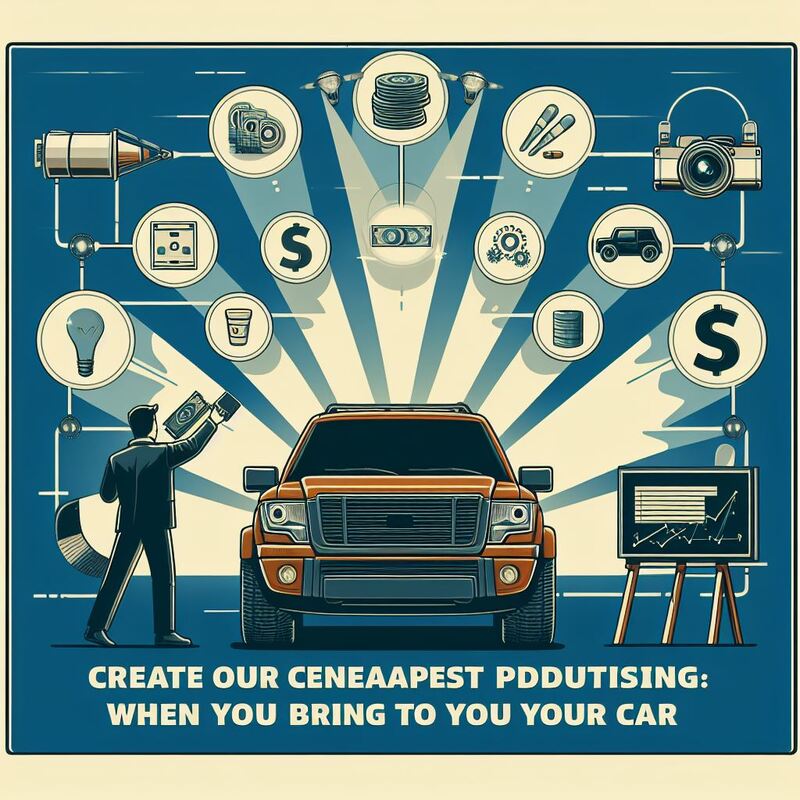 $
$
CREATE OUR CENEAAPEST PDDUTISING:
WHEN YOU BRING TO YOU YOUR CAR